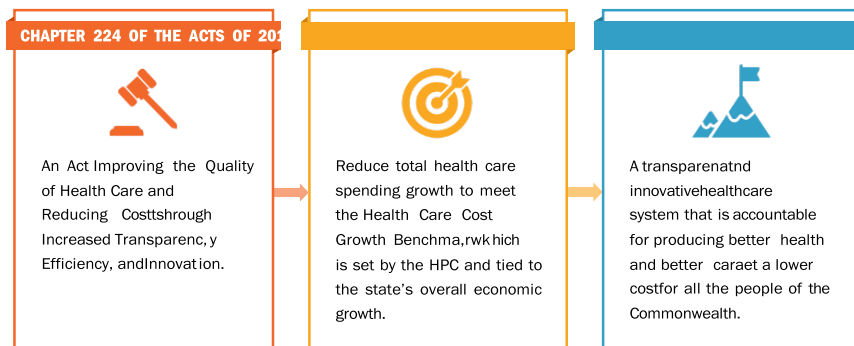 CHAPTER 224 OF THE ACTS OF 201
An Act Improving the Quality
of Health Care and
Reducing Costtshrough
Increased Transparenc, y
Efficiency, andInnovation.
Reduce total health care
spending growth to meet
the Health Care Cost
Growth Benchma,rwk hich
is set by the HPC and tied to
the state's overall economic
growth.
A transparenatnd
innovativehealthcare
system that is accountable
for producing better health
and better caraet a lower
costfor all the people of the
Commonwealth.